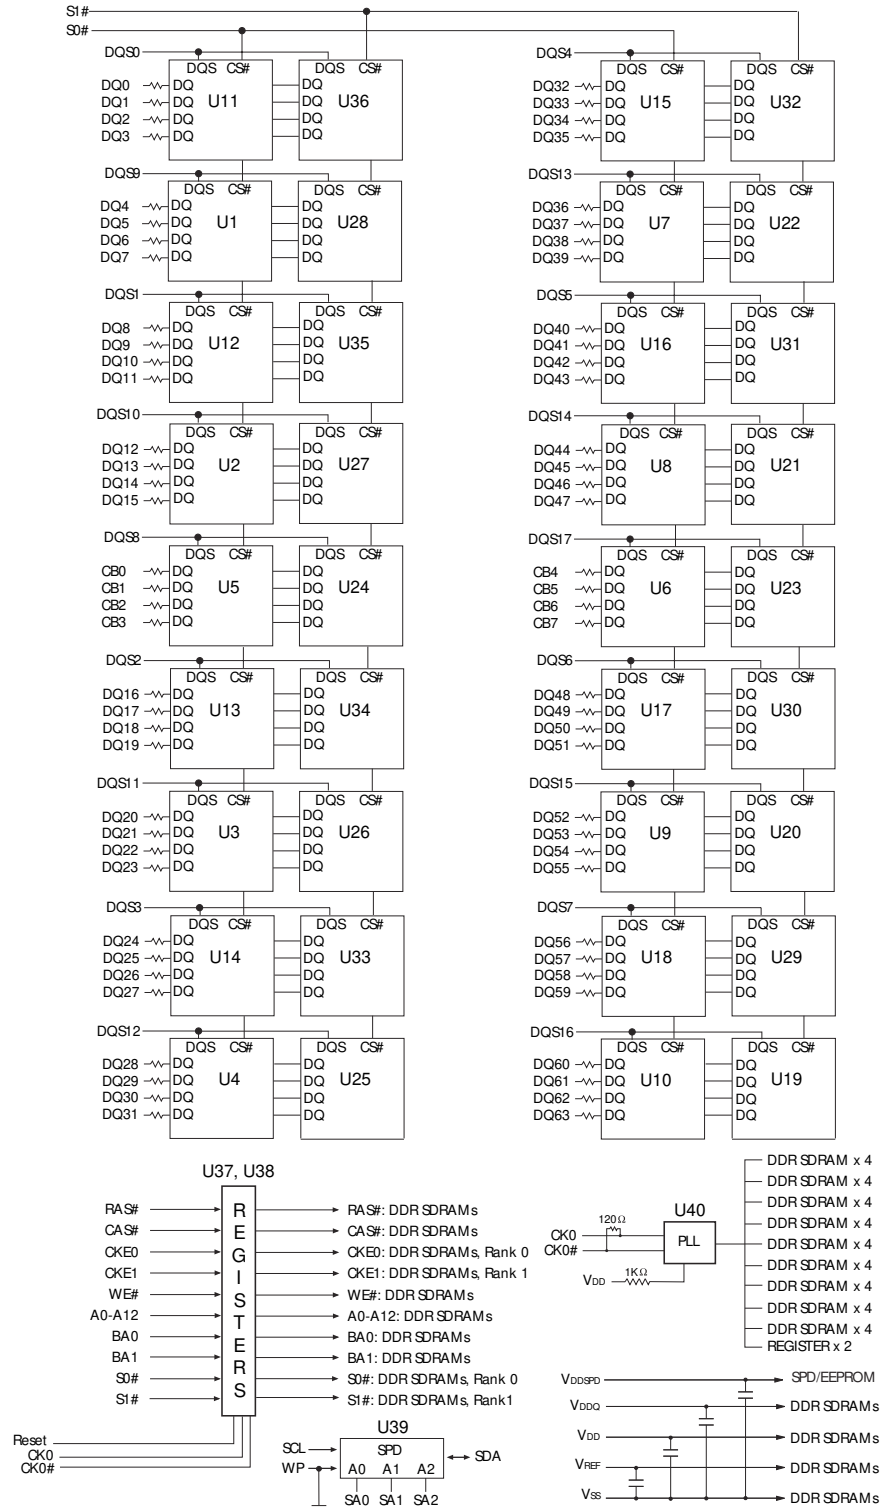 S1#
S0#
DQS0 DQS4
DQS CS# DQS CS# DQS CS# DQS CS#
DQ0 DQ DQ DQ32 DQ DQ
DQ1 DQ U11 DQ U36 DQ33 DQ U15 DQ U32
DQ2 DQ DQ DQ34 DQ DQ
DQ3 DQ DQ DQ35 DQ DQ
DQS9 DQS13
DQS CS# DQS CS# DQS CS# DQS CS#
DQ4 DQ DQ DQ36 DQ DQ
DQ5 DQ U1 DQ U28 DQ37 DQ U7 DQ U22
DQ6 DQ DQ DQ38 DQ DQ
DQ7 DQ DQ DQ39 DQ DQ
DQS1 DQS5
DQS CS# DQS CS# DQS CS# DQS CS#
DQ8 DQ DQ DQ40 DQ DQ
DQ9 DQ U12 DQ U35 DQ41 DQ U16 DQ U31
DQ10 DQ DQ DQ42 DQ DQ
DQ11 DQ DQ DQ43 DQ DQ
DQS10 DQS14
DQS CS# DQS CS# DQS CS# DQS CS#
DQ12 DQ DQ DQ44 DQ DQ
DQ13 DQ U2 DQ U27 DQ45 DQ U8 DQ U21
DQ14 DQ DQ DQ46 DQ DQ
DQ15 DQ DQ DQ47 DQ DQ
DQS8 DQS17
DQS CS# DQS CS# DQS CS# DQS CS#
CB0 DQ DQ CB4 DQ DQ
CB1 DQ U5 DQ U24 CB5 DQ U6 DQ U23
CB2 DQ DQ CB6 DQ DQ
CB3 DQ DQ CB7 DQ DQ
DQS2 DQS6
DQS CS# DQS CS# DQS CS# DQS CS#
DQ16 DQ DQ DQ48 DQ DQ
DQ17 DQ U13 DQ U34 DQ49 DQ U17 DQ U30
DQ18 DQ DQ DQ50 DQ DQ
DQ19 DQ DQ DQ51 DQ DQ
DQS11 DQS15
DQS CS# DQS CS# DQS CS# DQS CS#
DQ20 DQ DQ DQ52 DQ DQ
DQ21 DQ U3 DQ U26 DQ53 DQ U9 DQ U20
DQ22 DQ DQ DQ54 DQ DQ
DQ23 DQ DQ DQ55 DQ DQ
DQS3 DQS7
DQS CS# DQS CS# DQS CS# DQS CS#
DQ24 DQ DQ DQ56 DQ DQ
DQ25 DQ U14 DQ U33 DQ57 DQ U18 DQ U29
DQ26 DQ DQ DQ58 DQ DQ
DQ27 DQ DQ DQ59 DQ DQ
DQS12 DQS16
DQS CS# DQS CS# DQS CS# DQS CS#
DQ28 DQ DQ DQ60 DQ DQ
DQ29 DQ U4 DQ U25 DQ61 DQ U10 DQ U19
DQ30 DQ DQ DQ62 DQ DQ
DQ31 DQ DQ DQ63 DQ DQ
U37, U38
REGISTERS
RAS# RAS#: DDR SDRAMs
CAS# CAS#: DDR SDRAMs
CKE0 CKE0: DDR SDRAMs, Rank 0
CKE1 CKE1: DDR SDRAMs, Rank 1
WE# WE#: DDR SDRAMs
A0-A12 A0-A12: DDR SDRAMs
BA0 BA0: DDR SDRAMs
BA1 BA1: DDR SDRAMs
S0# S0#: DDR SDRAMs, Rank 0
S1# S1#: DDR SDRAMs, Rank1
Reset
CK0
CK0#
U39
SCL SPD SDA
WP A0 A1 A2
SA0 SA1 SA2
U40
120Ω
CK0
CK0#
PLL
VDD 1KΩ
DDR SDRAM x 4
DDR SDRAM x 4
DDR SDRAM x 4
DDR SDRAM x 4
DDR SDRAM x 4
DDR SDRAM x 4
DDR SDRAM x 4
DDR SDRAM x 4
DDR SDRAM x 4
REGISTER x 2
VDDSPD SPD/EEPROM
VDDQ DDR SDRAMs
VDD DDR SDRAMs
VREF DDR SDRAMs
VSS DDR SDRAMs